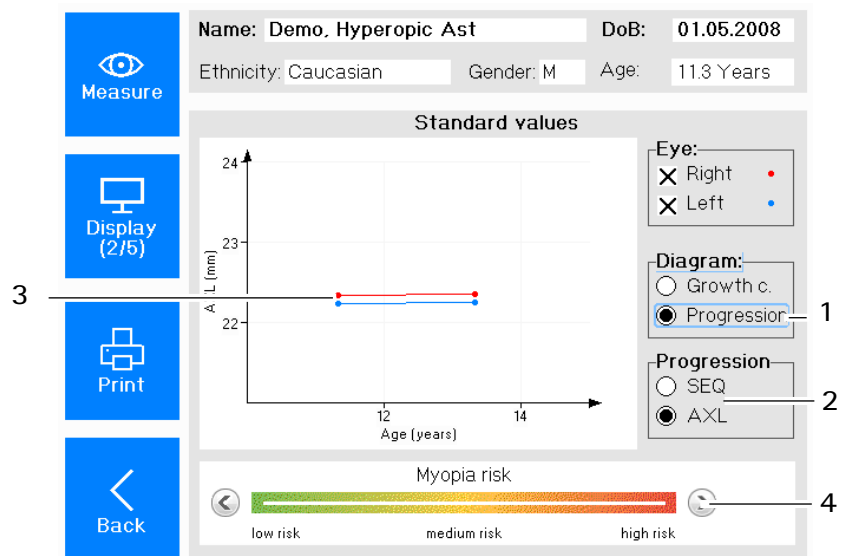 Measure
Display
(2/5)
Print
Back
Name: Demo, Hyperopic Ast DoB: 01.05.2008
Ethnicity: Caucasian Gender: M Age: 11.3 Years
Standard values
24
23
22
(mm)
12 14
Age (years)
Eye:
Right
Left
Diagram:
Growth c.
Progression
Progression
SEQ
AXL
Myopia risk
low risk medium risk high risk
3
1
2
4